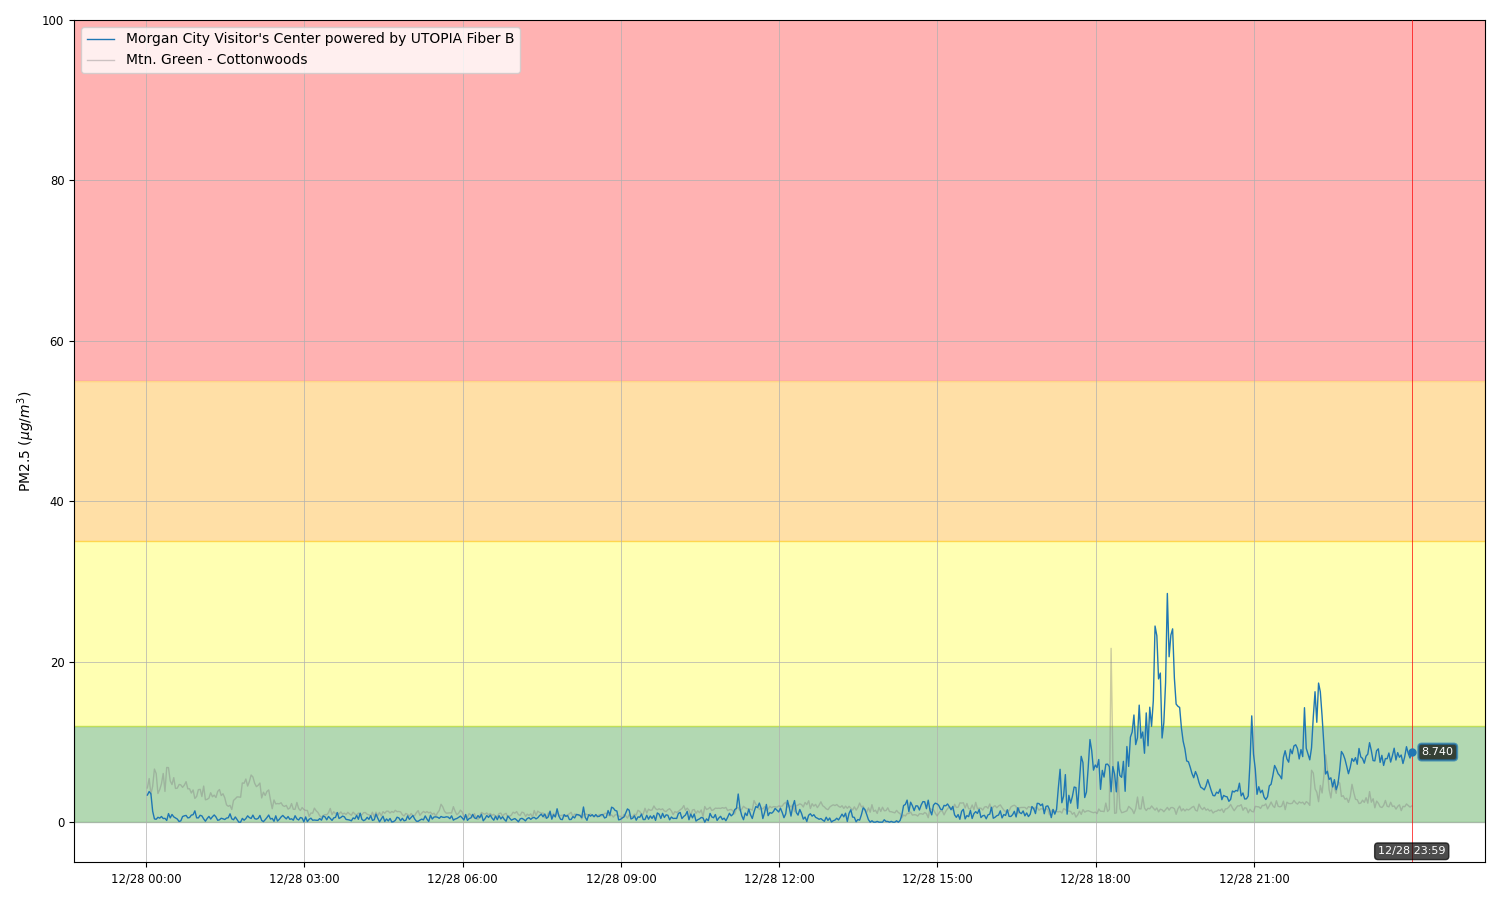 100
Morgan City Visitor's Center powered by UTOPIA Fiber B
Mtn. Green - Cottonwoods
80
60
PM2.5 (μg/m³)
40
20
8.740
0
12/28 23:59
12/28 00:00 12/28 03:00 12/28 06:00 12/28 09:00 12/28 12:00 12/28 15:00 12/28 18:00 12/28 21:00